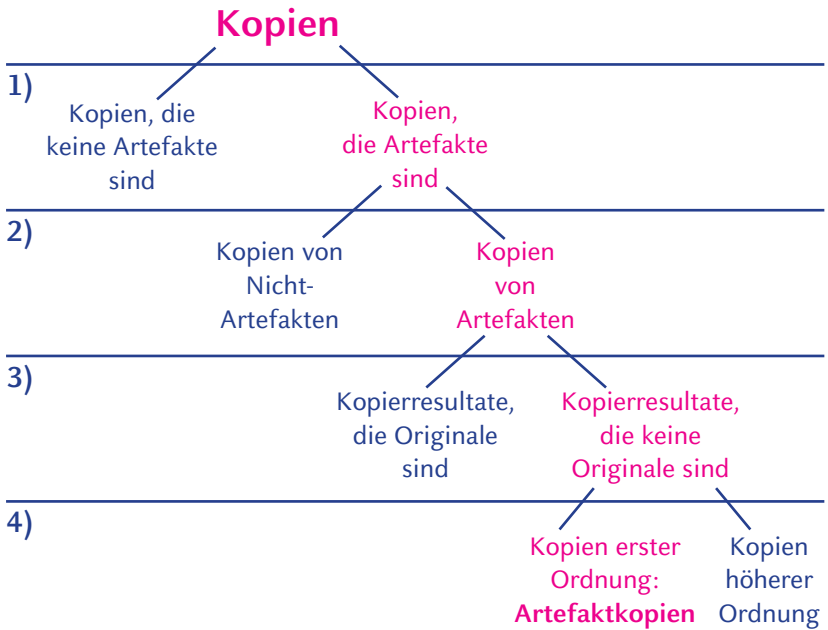 Kopien
1)
Kopien, die
keine Artefakte
sind
Kopien,
die Artefakte
sind
2)
Kopien von
Nicht-
Artefakten
Kopien
von
Artefakten
3)
Kopierresultate,
die Originale
sind
Kopierresultate,
die keine
Originale sind
4)
Kopien erster
Ordnung:
Artefaktkopien
Kopien
höherer
Ordnung